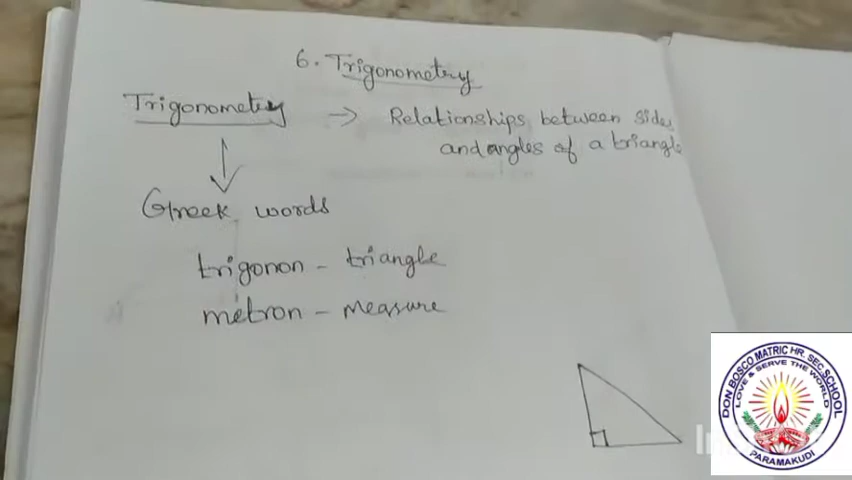 6. Trigonometry
Trigonometry → Relationships between sides
and angles of a triangle
Greek words
trigonon - triangle
metron - measure
DON BOSCO MATRIC HR. SEC. SCHOOL
LOVE & SERVE THE WORLD
PARAMAKUDI